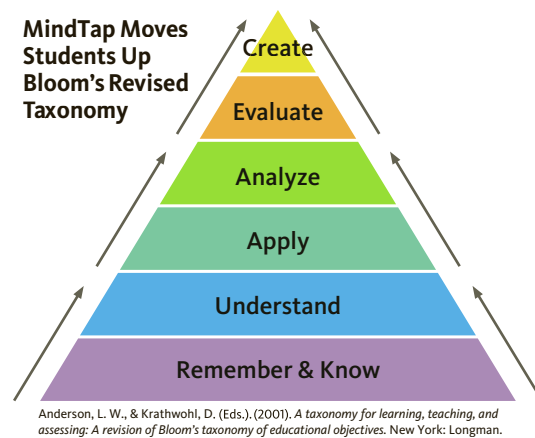 MindTap Moves
Students Up
Bloom’s Revised
Taxonomy
Create
Evaluate
Analyze
Apply
Understand
Remember & Know
Anderson, L. W., & Krathwohl, D. (Eds.). (2001). A taxonomy for learning, teaching, and
assessing: A revision of Bloom’s taxonomy of educational objectives. New York: Longman.